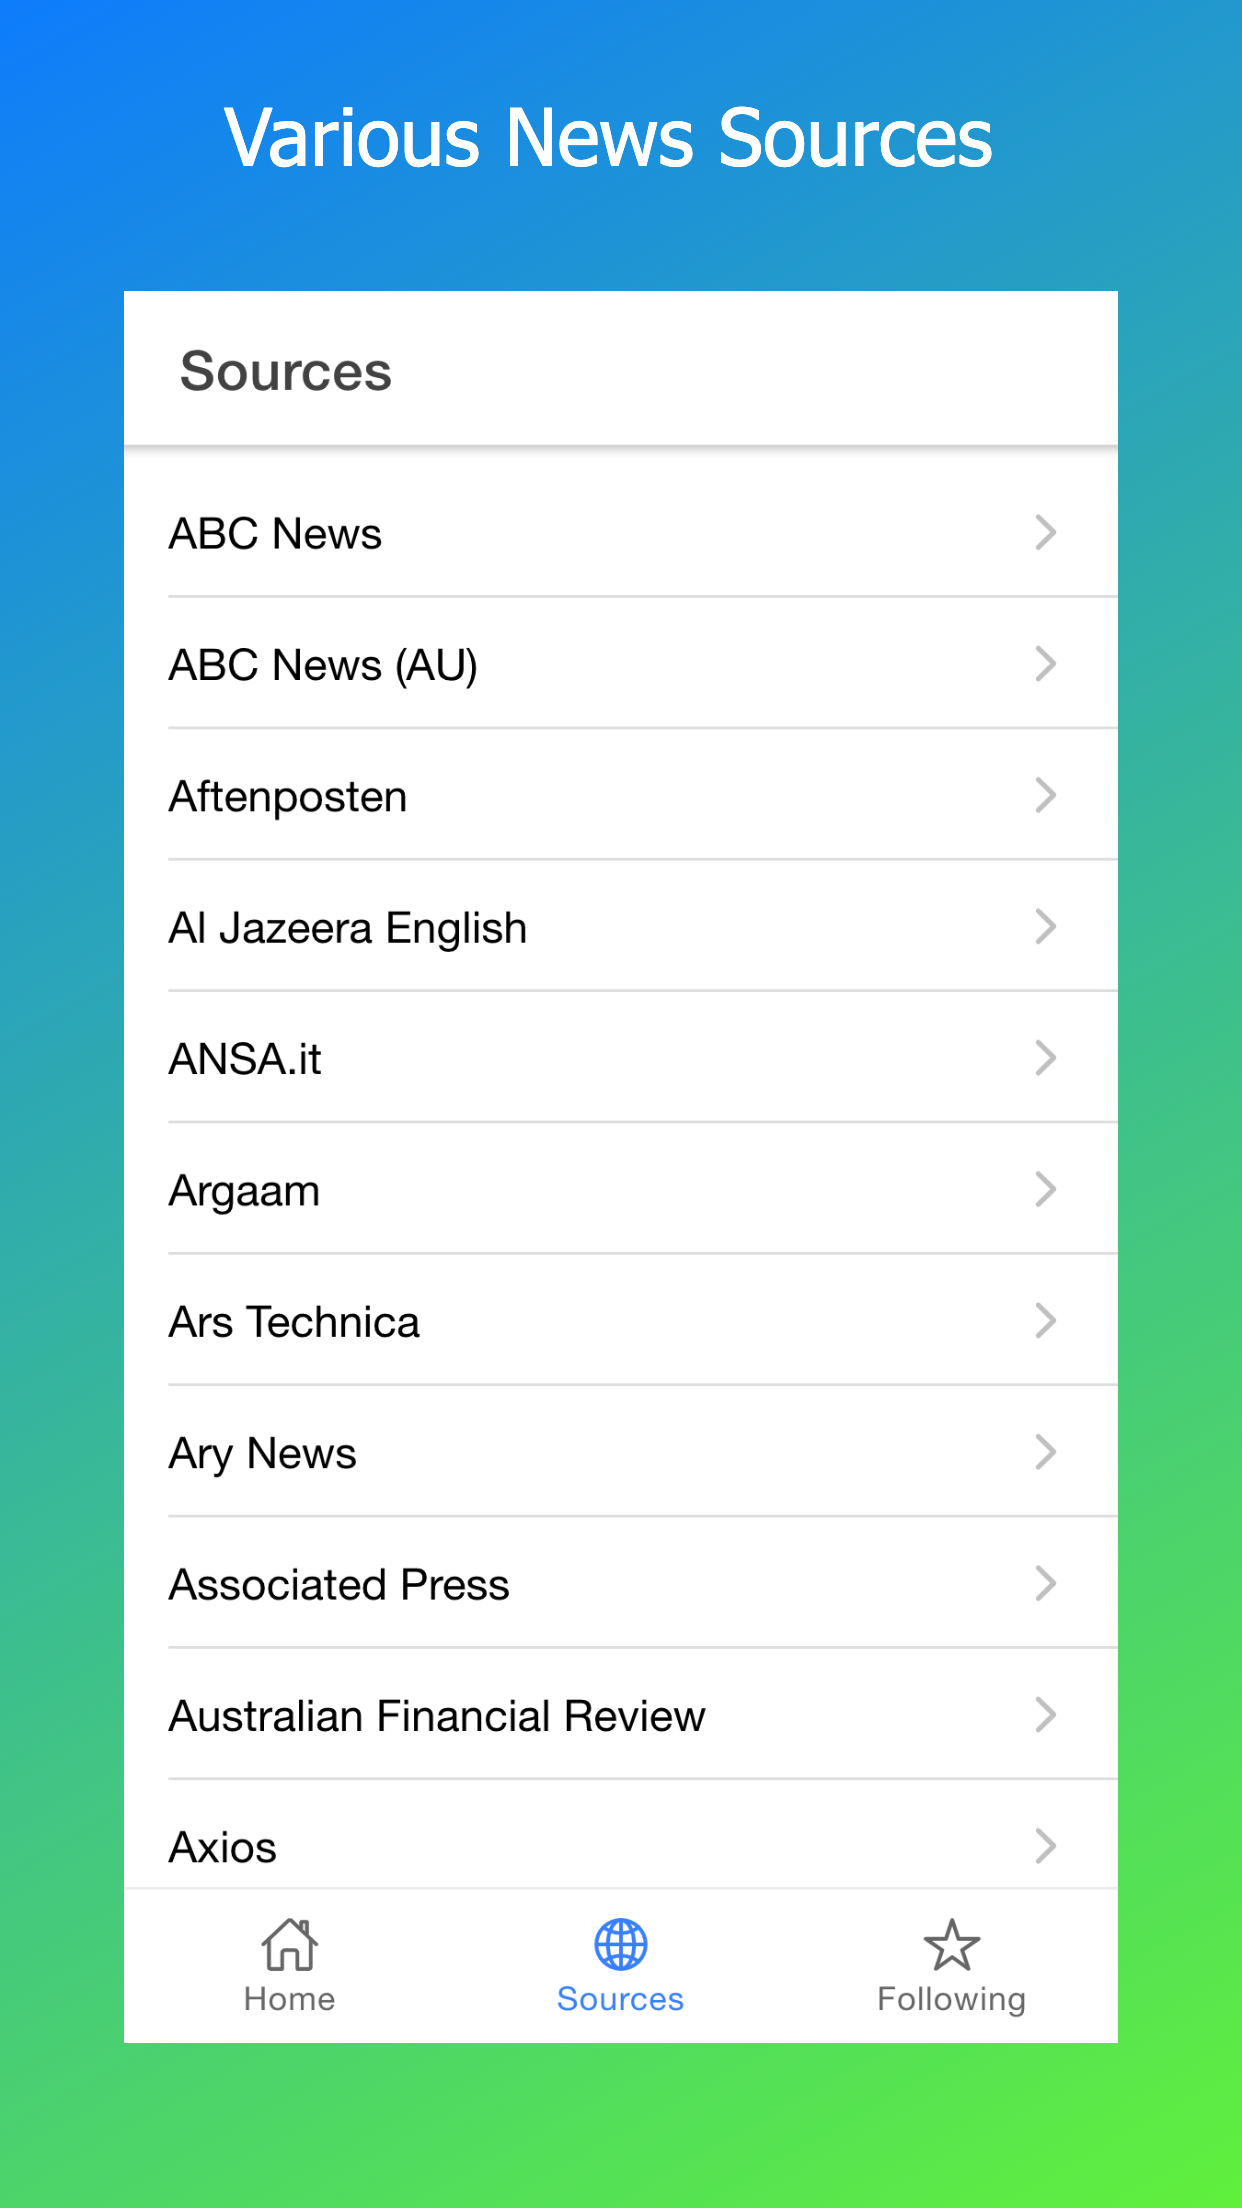 Various News Sources
Sources
ABC News
ABC News (AU)
Aftenposten
Al Jazeera English
ANSA.it
Argaam
Ars Technica
Ary News
Associated Press
Australian Financial Review
Axios
Home
Sources
Following